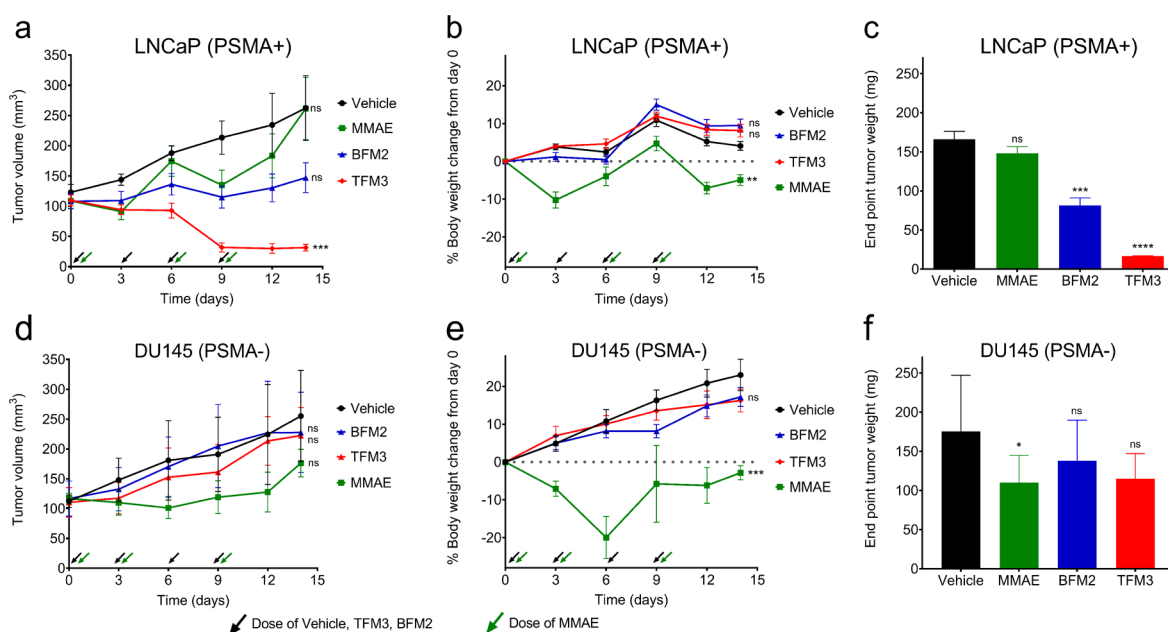 a
LNCaP (PSMA+)
Tumor volume (mm3)
350
300
250
200
150
100
50
0
0 3 6 9 12 15
Time (days)
ns
ns
***
Vehicle
MMAE
BFM2
TFM3
b
LNCaP (PSMA+)
% Body weight change from day 0
20
10
0
-10
-20
0 3 6 9 12 15
Time (days)
ns
ns
**
Vehicle
BFM2
TFM3
MMAE
c
LNCaP (PSMA+)
End point tumor weight (mg)
250
200
150
100
50
0
ns
***
****
Vehicle MMAE BFM2 TFM3
d
DU145 (PSMA-)
Tumor volume (mm3)
350
300
250
200
150
100
50
0
0 3 6 9 12 15
Time (days)
ns
ns
ns
Vehicle
BFM2
TFM3
MMAE
e
DU145 (PSMA-)
% Body weight change from day 0
20
10
0
-10
-20
0 3 6 9 12 15
Time (days)
ns
ns
***
Vehicle
BFM2
TFM3
MMAE
f
DU145 (PSMA-)
End point tumor weight (mg)
250
200
150
100
50
0
*
ns
ns
Vehicle MMAE BFM2 TFM3
Dose of Vehicle, TFM3, BFM2
Dose of MMAE